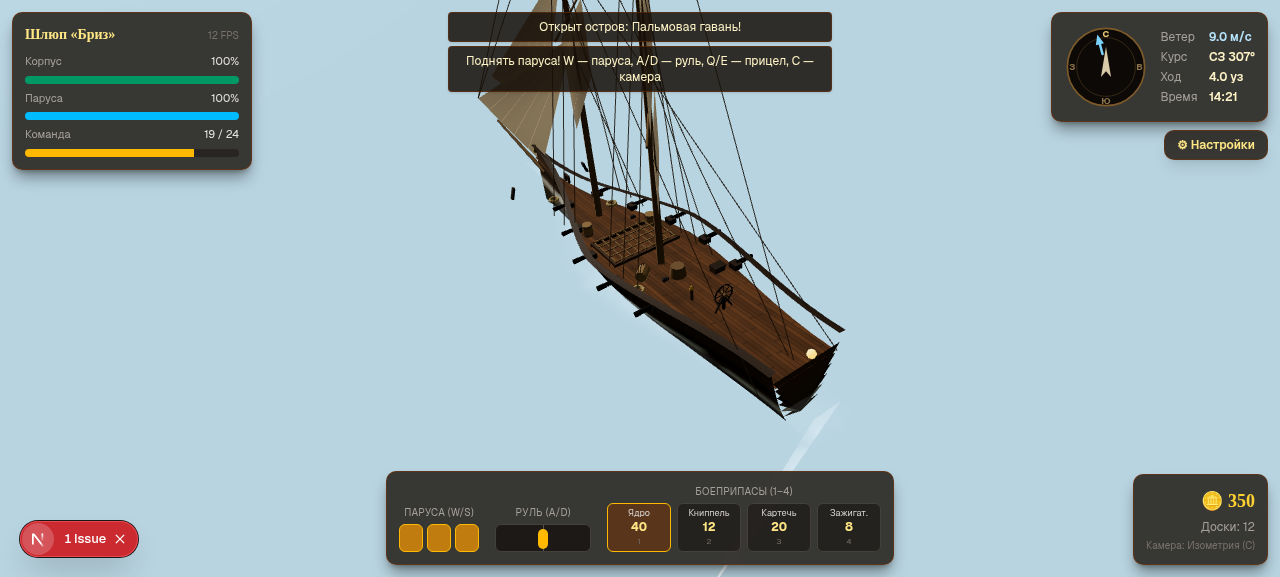 Шлюп «Бриз»
12 FPS
Корпус
100%
Паруса
100%
Команда
19 / 24
Открыт остров: Пальмовая гавань!
Поднять паруса! W — паруса, A/D — руль, Q/E — прицел, C —
камера
С
З
В
Ю
Ветер 9.0 м/с
Курс СЗ 307°
Ход 4.0 уз
Время 14:21
⚙ Настройки
ПАРУСА (W/S)
РУЛЬ (A/D)
БОЕПРИПАСЫ (1–4)
Ядро
40
1
Книппель
12
2
Картечь
20
3
Зажигат.
8
4
N
1 Issue
350
Доски: 12
Камера: Изометрия (C)